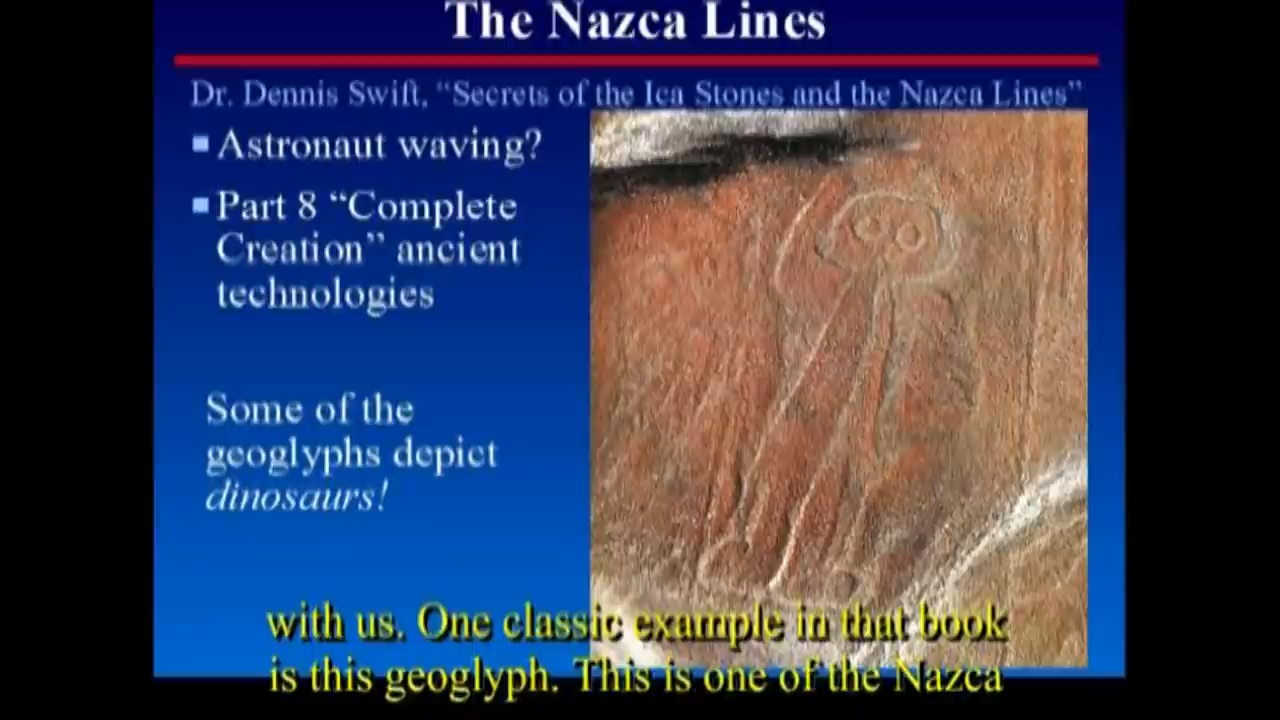 The Nazca Lines
Dr. Dennis Swift, “Secrets of the Ica Stones and the Nazca Lines”
Astronaut waving?
Part 8 “Complete
Creation” ancient
technologies
Some of the
geoglyphs depict
dinosaurs!
with us. One classic example in that book
is this geoglyph. This is one of the Nazca